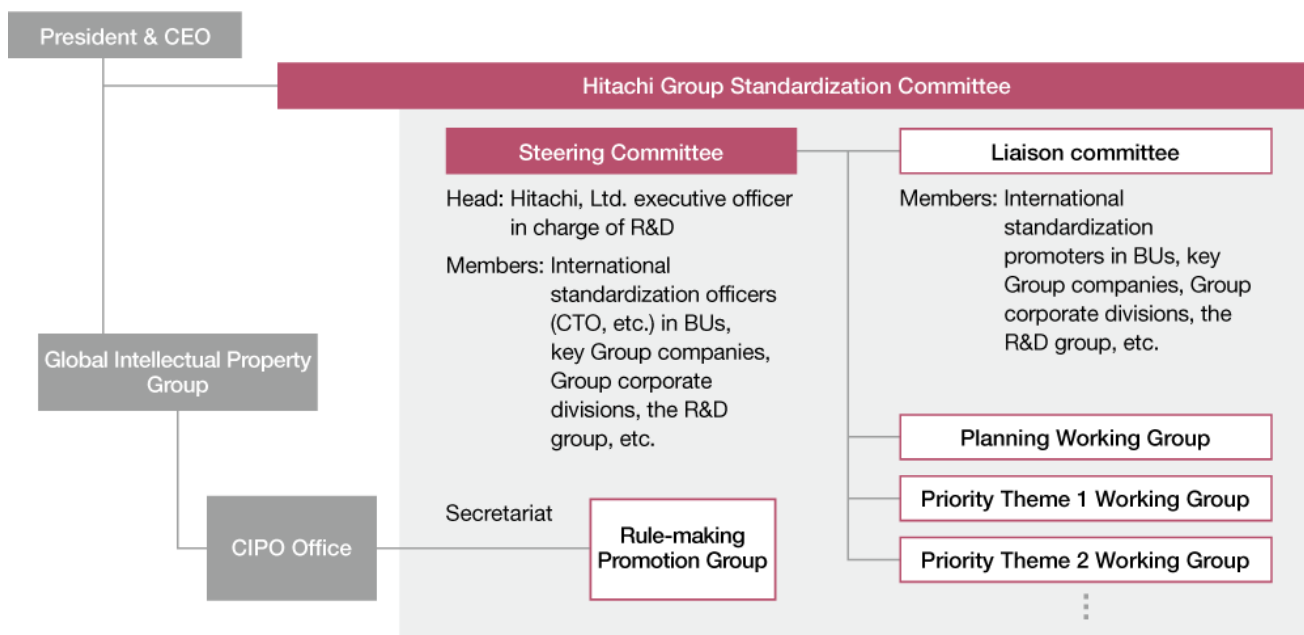 President & CEO
Hitachi Group Standardization Committee
Steering Committee
Head: Hitachi, Ltd. executive officer
in charge of R&D
Members: International
standardization officers
(CTO, etc.) in BUs,
key Group companies,
Group corporate
divisions, the R&D
group, etc.
Liaison committee
Members: International
standardization
promoters in BUs, key
Group companies, Group
corporate divisions, the
R&D group, etc.
Global Intellectual Property
Group
Planning Working Group
Priority Theme 1 Working Group
Priority Theme 2 Working Group
CIPO Office
Secretariat
Rule-making
Promotion Group